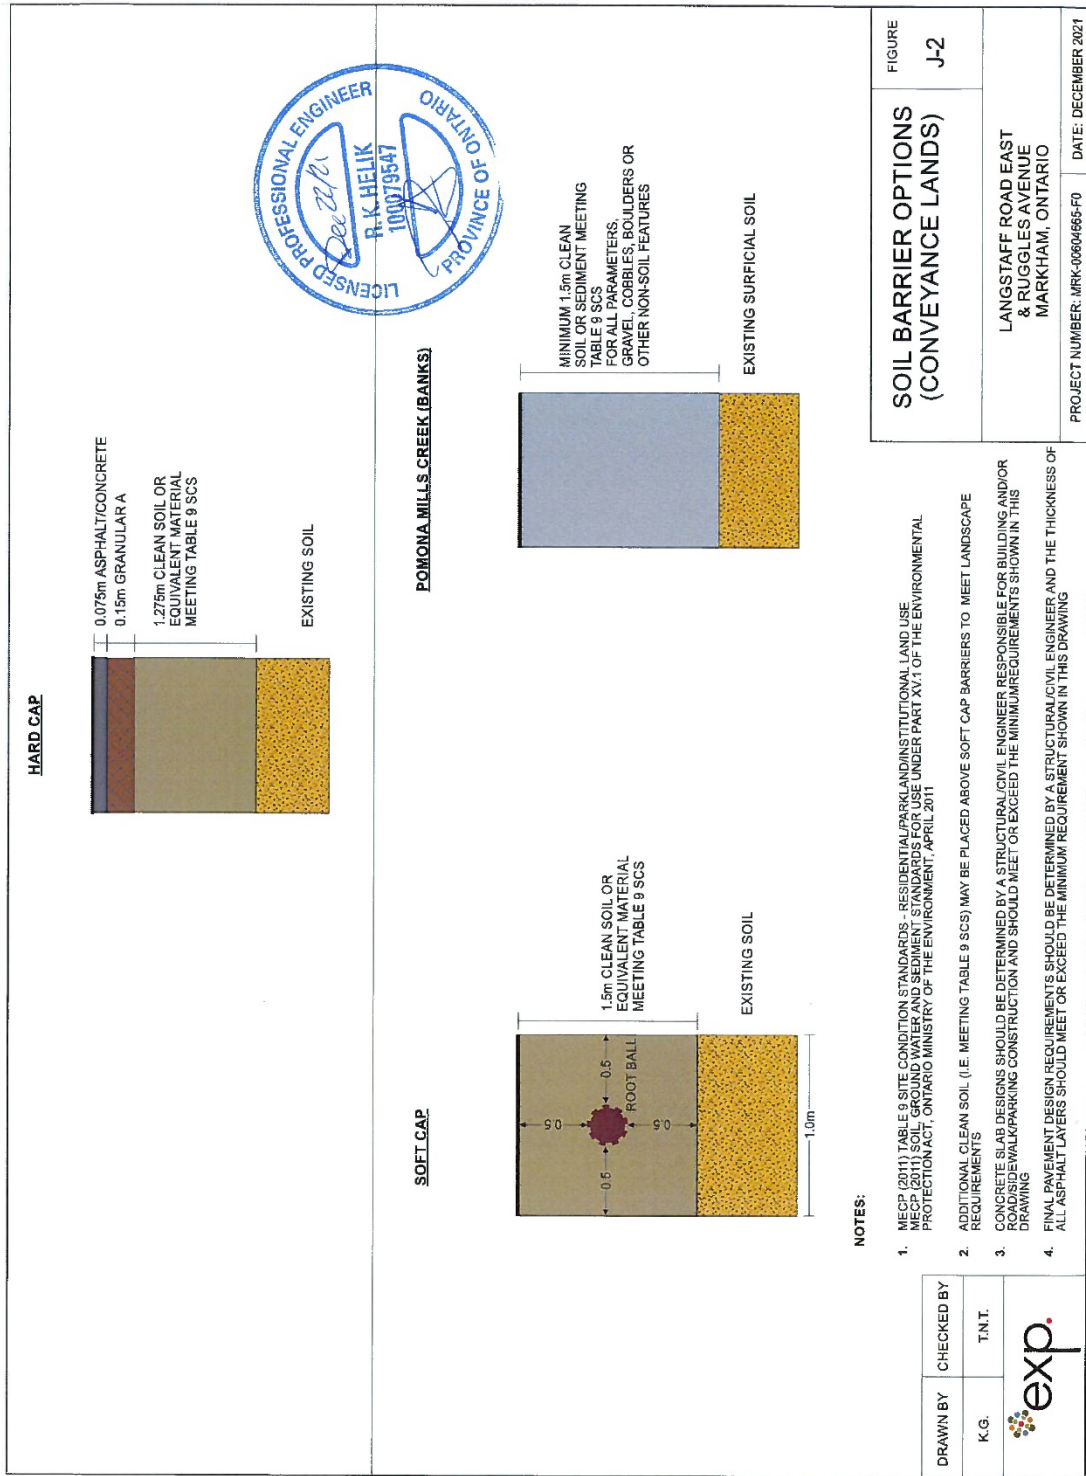 HARD CAP
0.075m ASPHALT/CONCRETE
0.15m GRANULAR A
1.275m CLEAN SOIL OR
EQUIVALENT MATERIAL
MEETING TABLE 9 SCS
EXISTING SOIL
SOFT CAP
0.5
0.5
0.5
0.5
ROOT BALL
1.0m
1.5m CLEAN SOIL OR
EQUIVALENT MATERIAL
MEETING TABLE 9 SCS
EXISTING SOIL
POMONA MILLS CREEK (BANKS)
MINIMUM 1.5m CLEAN
SOIL OR SEDIMENT MEETING
TABLE 9 SCS
FOR ALL PARAMETERS,
GRAVEL, COBBLES, BOULDERS OR
OTHER NON-SOIL FEATURES
EXISTING SURFICIAL SOIL
LICENSED PROFESSIONAL ENGINEER
Dec 22/21
R.K. HELIK
100079547
PROVINCE OF ONTARIO
NOTES:
1. MECP (2011) TABLE 9 SITE CONDITION STANDARDS - RESIDENTIAL/PARKLAND/INSTITUTIONAL LAND USE
MECP (2011) SOIL, GROUND WATER AND SEDIMENT STANDARDS FOR USE UNDER PART XV.1 OF THE ENVIRONMENTAL
PROTECTION ACT, ONTARIO MINISTRY OF THE ENVIRONMENT, APRIL 2011
2. ADDITIONAL CLEAN SOIL (I.E. MEETING TABLE 9 SCS) MAY BE PLACED ABOVE SOFT CAP BARRIERS TO MEET LANDSCAPE
REQUIREMENTS
3. CONCRETE SLAB DESIGNS SHOULD BE DETERMINED BY A STRUCTURAL/CIVIL ENGINEER RESPONSIBLE FOR BUILDING AND/OR
ROAD/SIDEWALK/PARKING CONSTRUCTION AND SHOULD MEET OR EXCEED THE MINIMUMREQUIREMENTS SHOWN IN THIS
DRAWING
4. FINAL PAVEMENT DESIGN REQUIREMENTS SHOULD BE DETERMINED BY A STRUCTURAL/CIVIL ENGINEER AND THE THICKNESS OF
ALL ASPHALT LAYERS SHOULD MEET OR EXCEED THE MINIMUM REQUIREMENT SHOWN IN THIS DRAWING
DRAWN BY
CHECKED BY
K.G.
T.N.T.
exp.
SOIL BARRIER OPTIONS
(CONVEYANCE LANDS)
FIGURE
J-2
LANGSTAFF ROAD EAST
& RUGGLES AVENUE
MARKHAM, ONTARIO
PROJECT NUMBER: MRK-00604665-F0
DATE: DECEMBER 2021